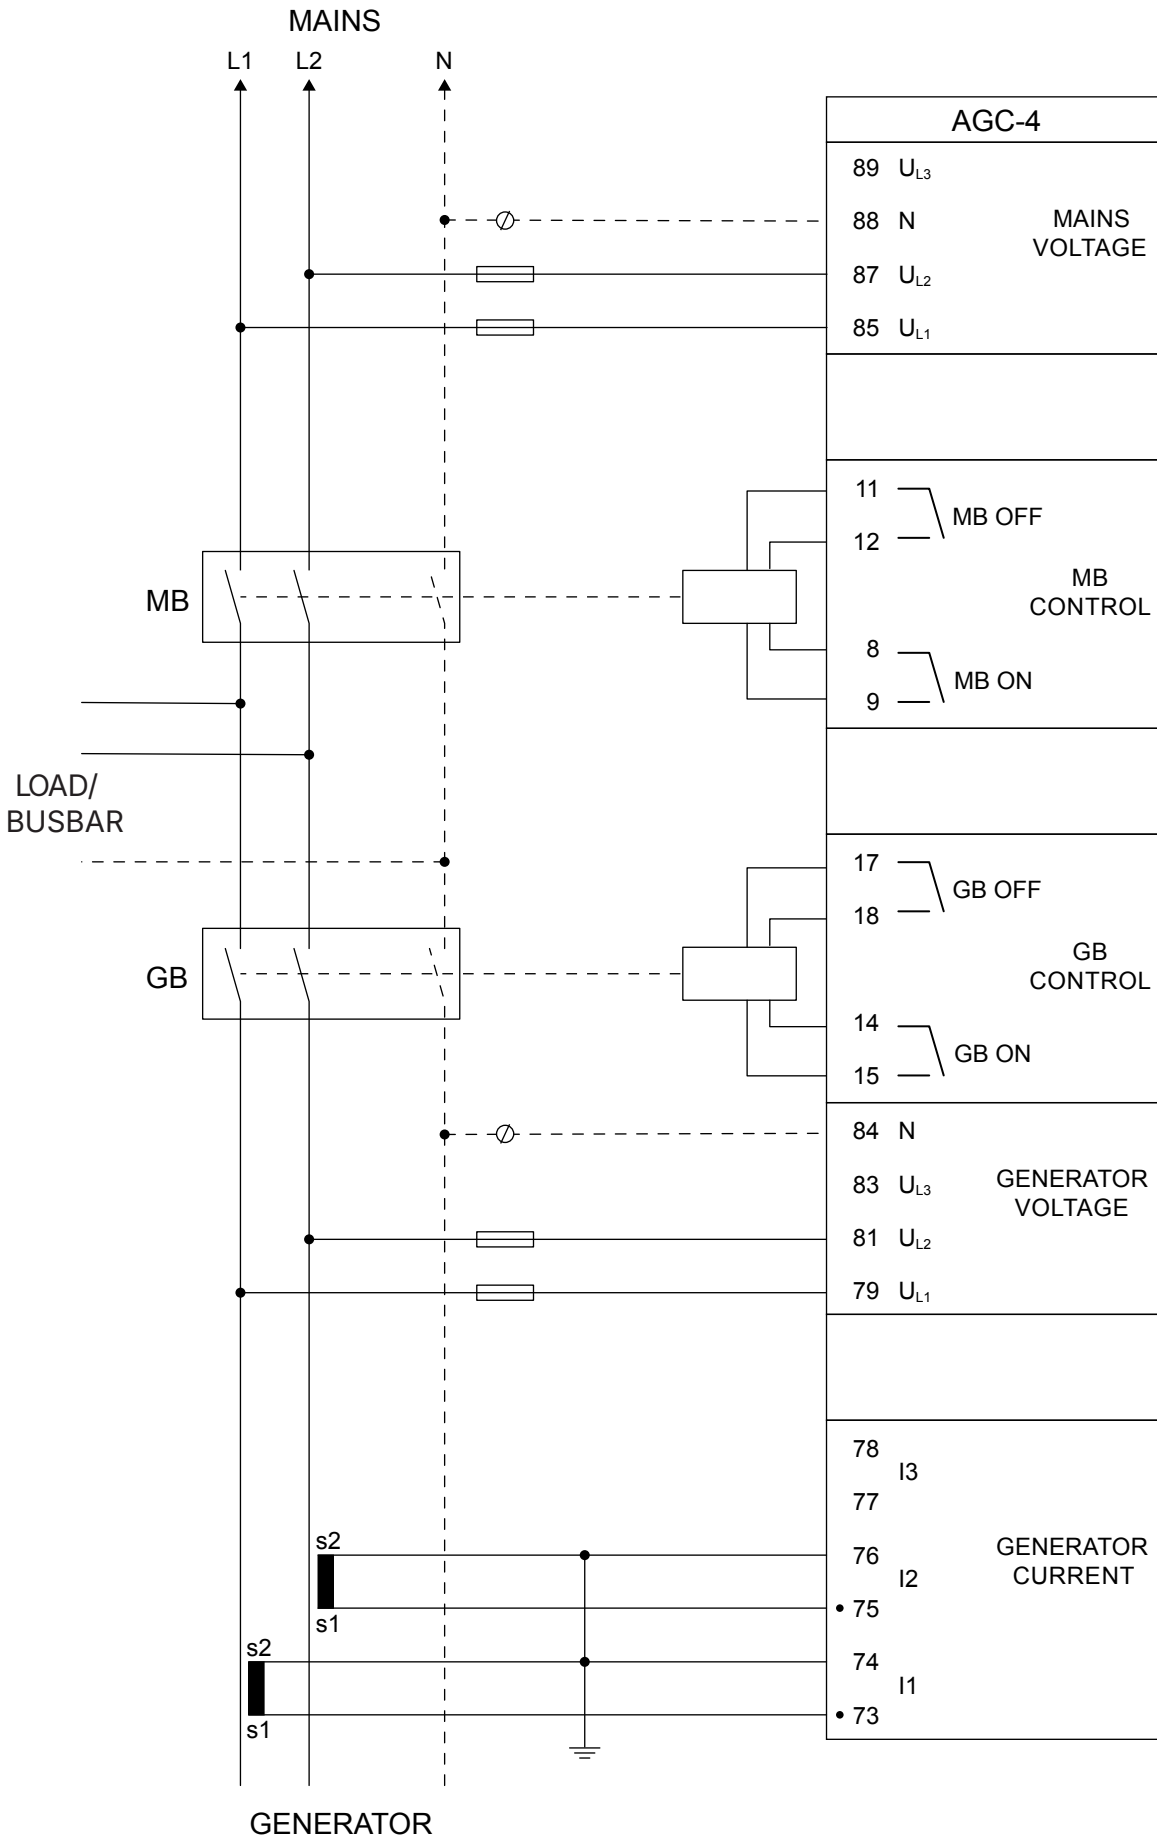 MAINS
L1 L2 N
AGC-4
89 UL3
88 N
MAINS
VOLTAGE
87 UL2
85 UL1
11
MB OFF
12
MB
CONTROL
MB
8
MB ON
9
LOAD/
BUSBAR
17
GB OFF
18
GB
CONTROL
GB
14
GB ON
15
84 N
83 UL3
GENERATOR
VOLTAGE
81 UL2
79 UL1
78
I3
77
s2
76
GENERATOR
CURRENT
I2
s1
75
s2
74
I1
s1
73
GENERATOR